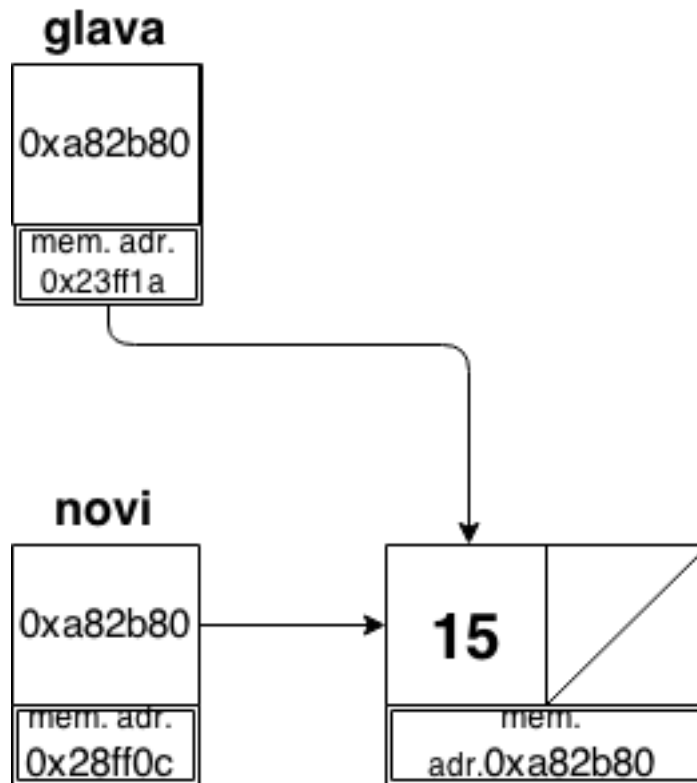 glava
0xa82b80
mem. adr.
0x23ff1a
novi
0xa82b80
mem. adr.
0x28ff0c
15
mem.
adr.0xa82b80